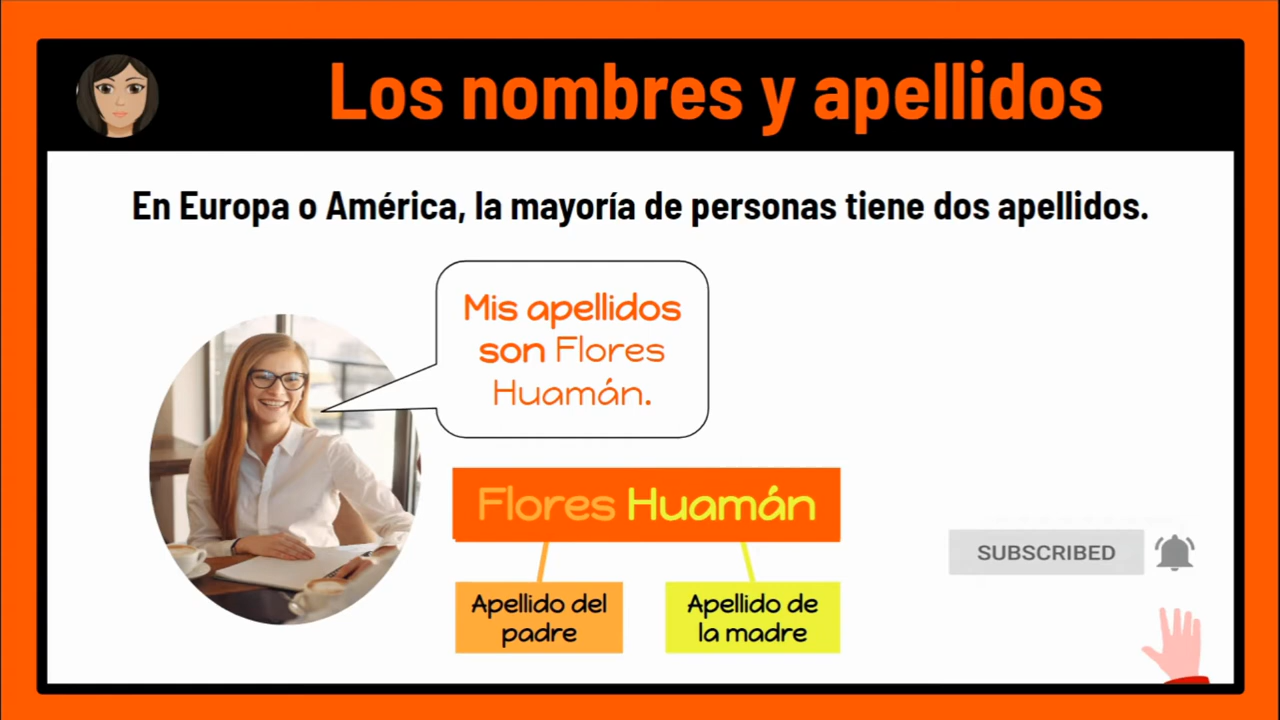 Los nombres y apellidos
En Europa o América, la mayoría de personas tiene dos apellidos.
Mis apellidos
son Flores
Huamán.
Flores Huamán
Apellido del
padre
Apellido de
la madre
SUBSCRIBED